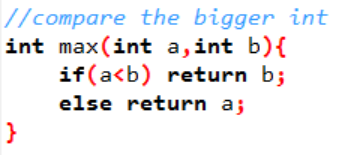 //compare the bigger int
int max(int a,int b){
    if(a<b) return b;
    else return a;
}